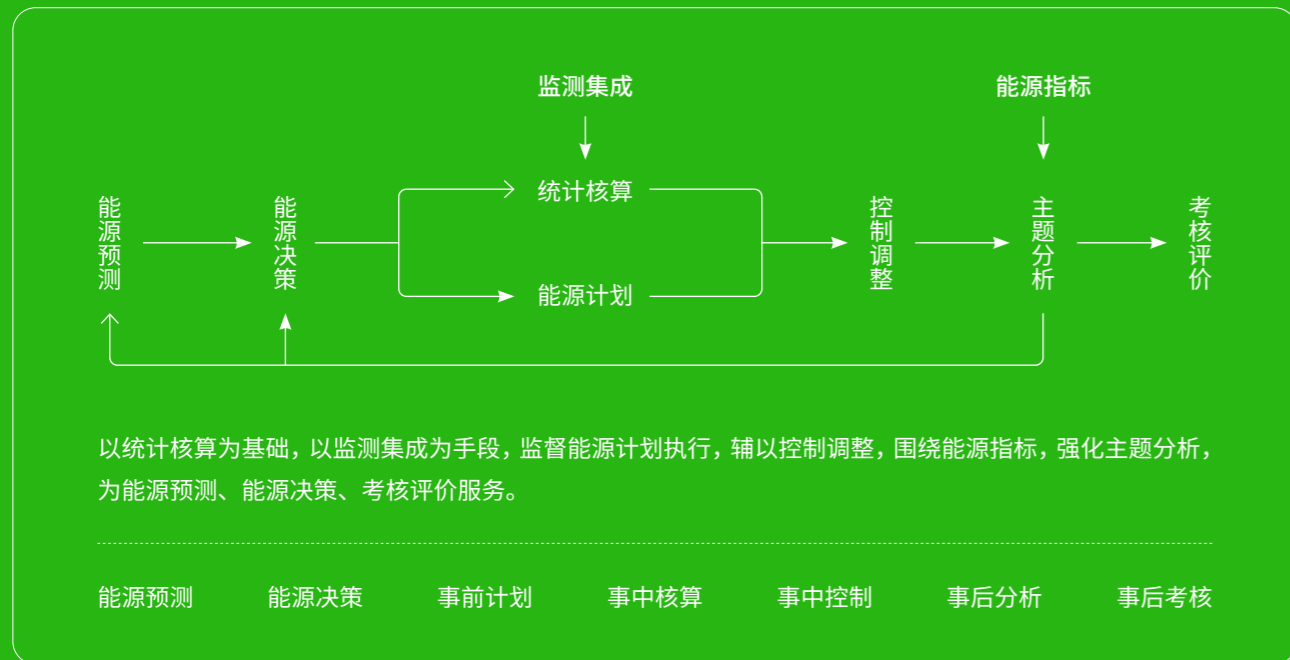 监测集成
能源指标
能源预测
能源决策
统计核算
能源计划
控制调整
主题分析
考核评价
以统计核算为基础，以监测集成为手段，监督能源计划执行，辅以控制调整，围绕能源指标，强化主题分析，
为能源预测、能源决策、考核评价服务。
能源预测 能源决策 事前计划 事中核算 事中控制 事后分析 事后考核